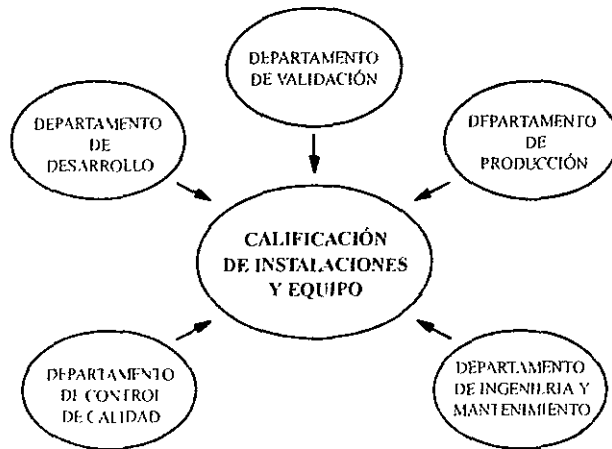 DEPARTAMENTO
DE VALIDACIÓN
DEPARTAMENTO
DE
DESARROLLO
DEPARTAMENTO
DE
PRODUCCIÓN
CALIFICACIÓN
DE INSTALACIONES
Y EQUIPO
DEPARTAMENTO
DE CONTROL
DE CALIDAD
DEPARTAMENTO
DE INGENIERIA Y
MANTENIMIENTO